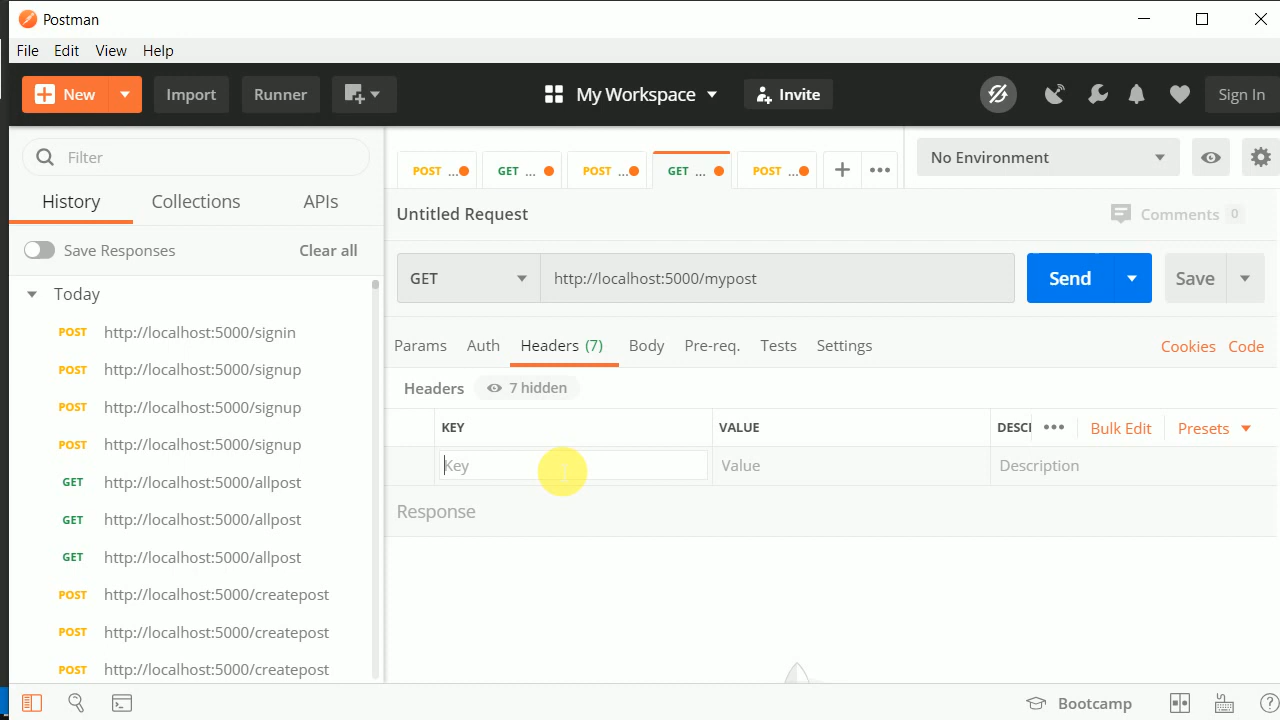 Postman
File Edit View Help
New Import Runner My Workspace Invite Sign In
Filter
History Collections APIs
Save Responses Clear all
Today
POST http://localhost:5000/signin
POST http://localhost:5000/signup
POST http://localhost:5000/signup
POST http://localhost:5000/signup
GET http://localhost:5000/allpost
GET http://localhost:5000/allpost
GET http://localhost:5000/allpost
POST http://localhost:5000/createpost
POST http://localhost:5000/createpost
POST http://localhost:5000/createpost
POST ... GET ... POST ... GET ... POST ... + ••• No Environment
Untitled Request Comments 0
GET http://localhost:5000/mypost Send Save
Params Auth Headers (7) Body Pre-req. Tests Settings Cookies Code
Headers 7 hidden
KEY VALUE DESCI ••• Bulk Edit Presets
Key Value Description
Response
Bootcamp